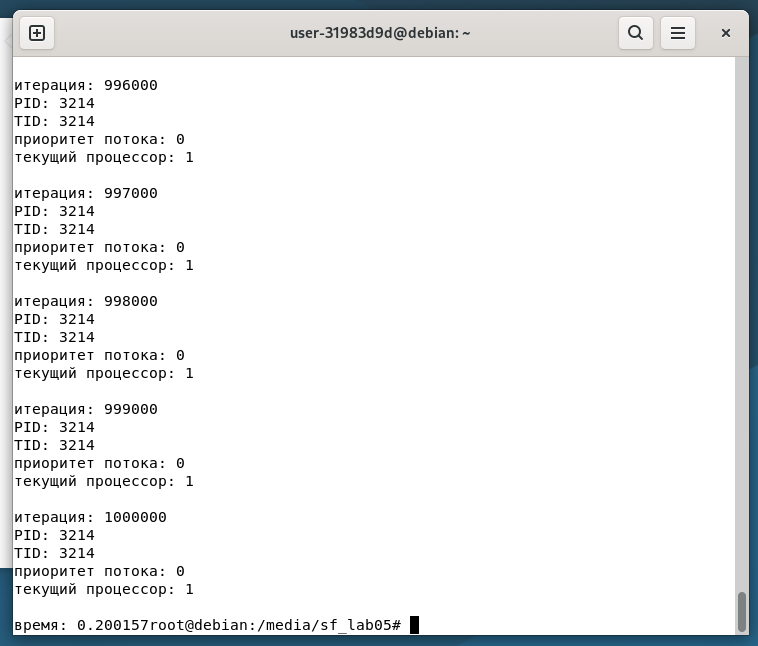 user-31983d9d@debian: ~
итерация: 996000
PID: 3214
TID: 3214
приоритет потока: 0
текущий процессор: 1
итерация: 997000
PID: 3214
TID: 3214
приоритет потока: 0
текущий процессор: 1
итерация: 998000
PID: 3214
TID: 3214
приоритет потока: 0
текущий процессор: 1
итерация: 999000
PID: 3214
TID: 3214
приоритет потока: 0
текущий процессор: 1
итерация: 1000000
PID: 3214
TID: 3214
приоритет потока: 0
текущий процессор: 1
время: 0.200157root@debian:/media/sf_lab05#